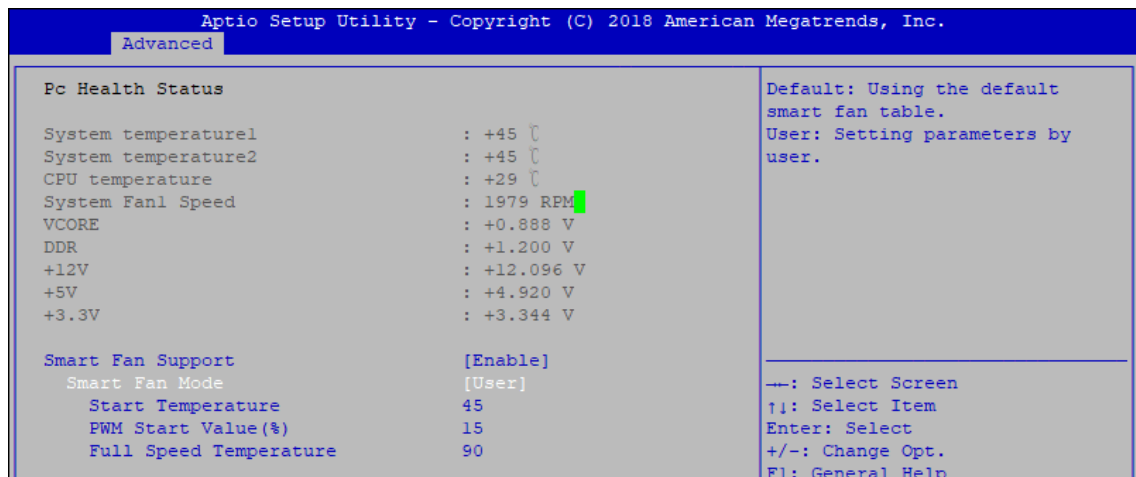 Aptio Setup Utility - Copyright (C) 2018 American Megatrends, Inc.
Advanced
Pc Health Status
System temperature1 : +45 ℃
System temperature2 : +45 ℃
CPU temperature : +29 ℃
System Fan1 Speed : 1979 RPM
VCORE : +0.888 V
DDR : +1.200 V
+12V : +12.096 V
+5V : +4.920 V
+3.3V : +3.344 V
Smart Fan Support [Enable]
Smart Fan Mode [User]
Start Temperature 45
PWM Start Value(%) 15
Full Speed Temperature 90
Default: Using the default
smart fan table.
User: Setting parameters by
user.
→←: Select Screen
↑↓: Select Item
Enter: Select
+/-: Change Opt.
F1: General Help